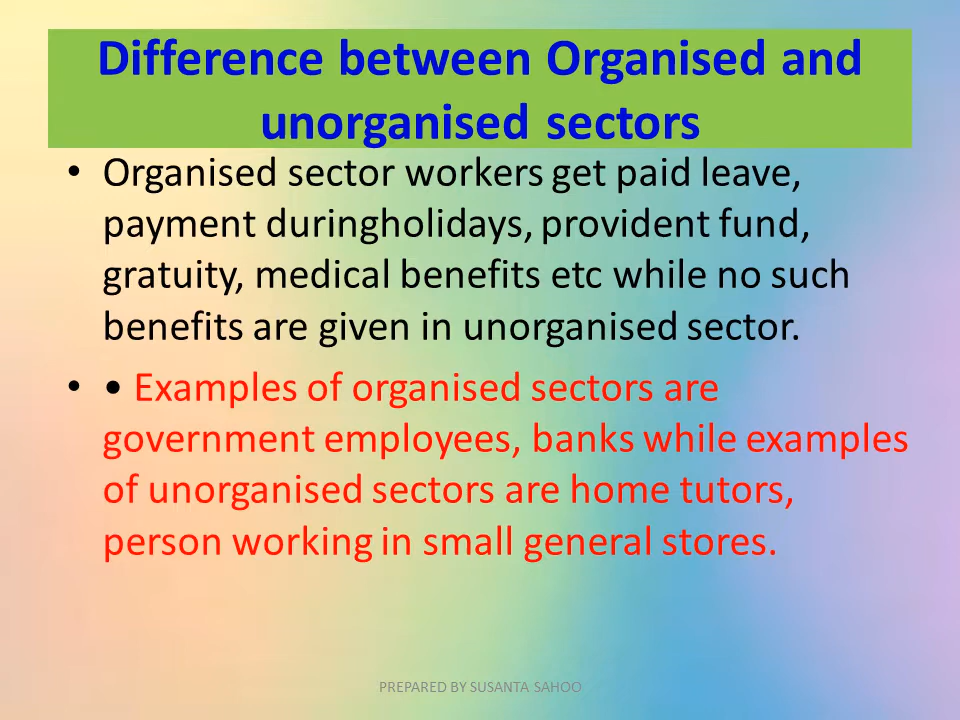 Difference between Organised and
unorganised sectors
• Organised sector workers get paid leave,
payment duringholidays, provident fund,
gratuity, medical benefits etc while no such
benefits are given in unorganised sector.
• • Examples of organised sectors are
government employees, banks while examples
of unorganised sectors are home tutors,
person working in small general stores.
PREPARED BY SUSANTA SAHOO